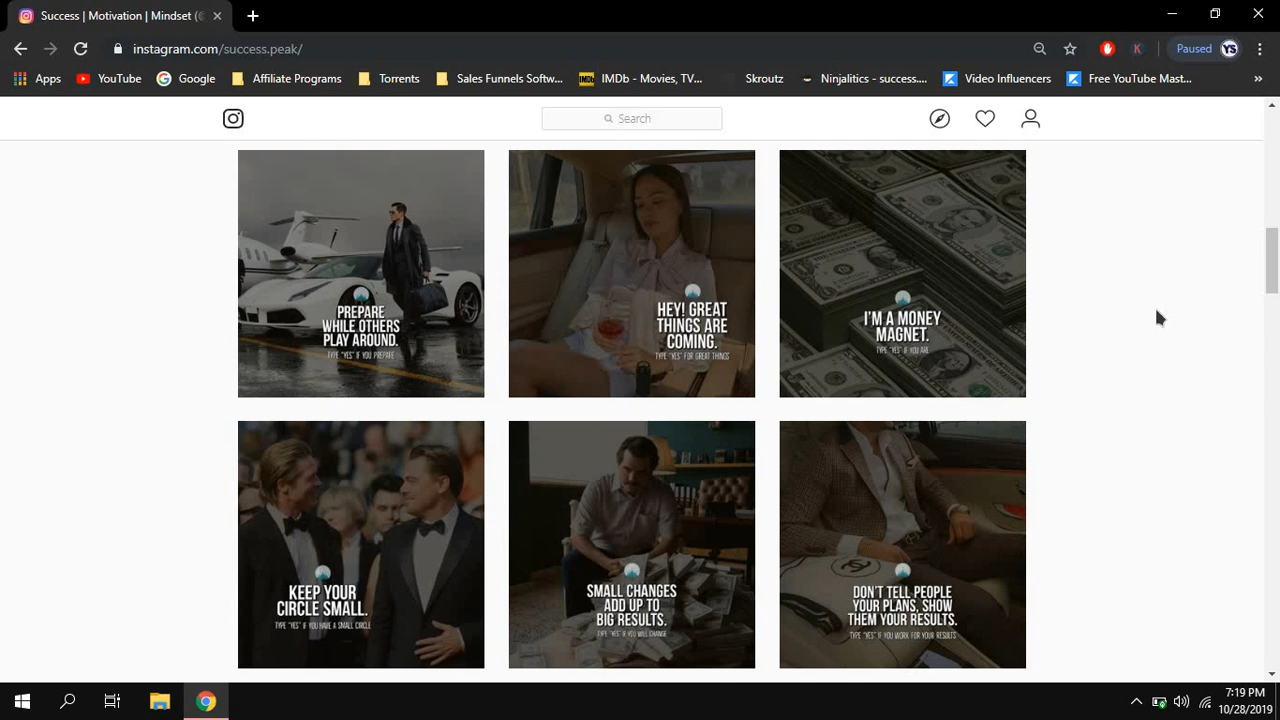 Success | Motivation | Mindset (
instagram.com/success.peak/
Paused
YS
Apps
YouTube
Google
Affiliate Programs
Torrents
Sales Funnels Softw...
IMDb
IMDb - Movies, TV...
Skroutz
Ninjalitics - success....
Video Influencers
Free YouTube Mast...
»
Search
PREPARE
WHILE OTHERS
PLAY AROUND.
TYPE "YES" IF YOU PREPARE
HEY! GREAT
THINGS ARE
COMING.
TYPE "YES" FOR GREAT THINGS
I'M A MONEY
MAGNET.
TYPE "YES" IF YOU ARE
KEEP YOUR
CIRCLE SMALL.
TYPE "YES" IF YOU HAVE A SMALL CIRCLE
SMALL CHANGES
ADD UP TO
BIG RESULTS.
TYPE "YES" IF YOU WILL CHANGE
DON'T TELL PEOPLE
YOUR PLANS, SHOW
THEM YOUR RESULTS.
TYPE "YES" IF YOU WORK FOR YOUR RESULTS
7:19 PM
10/28/2019